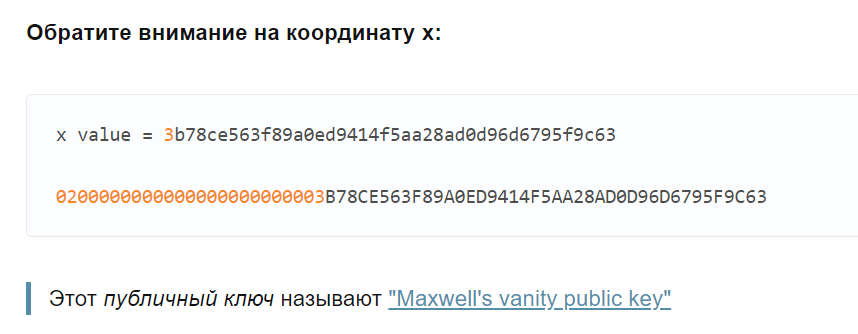 Обратите внимание на координату x:
x value = 3b78ce563f89a0ed9414f5aa28ad0d96d6795f9c63
0200000000000000000000003B78CE563F89A0ED9414F5AA28AD0D96D6795F9C63
Этот публичный ключ называют "Maxwell's vanity public key"